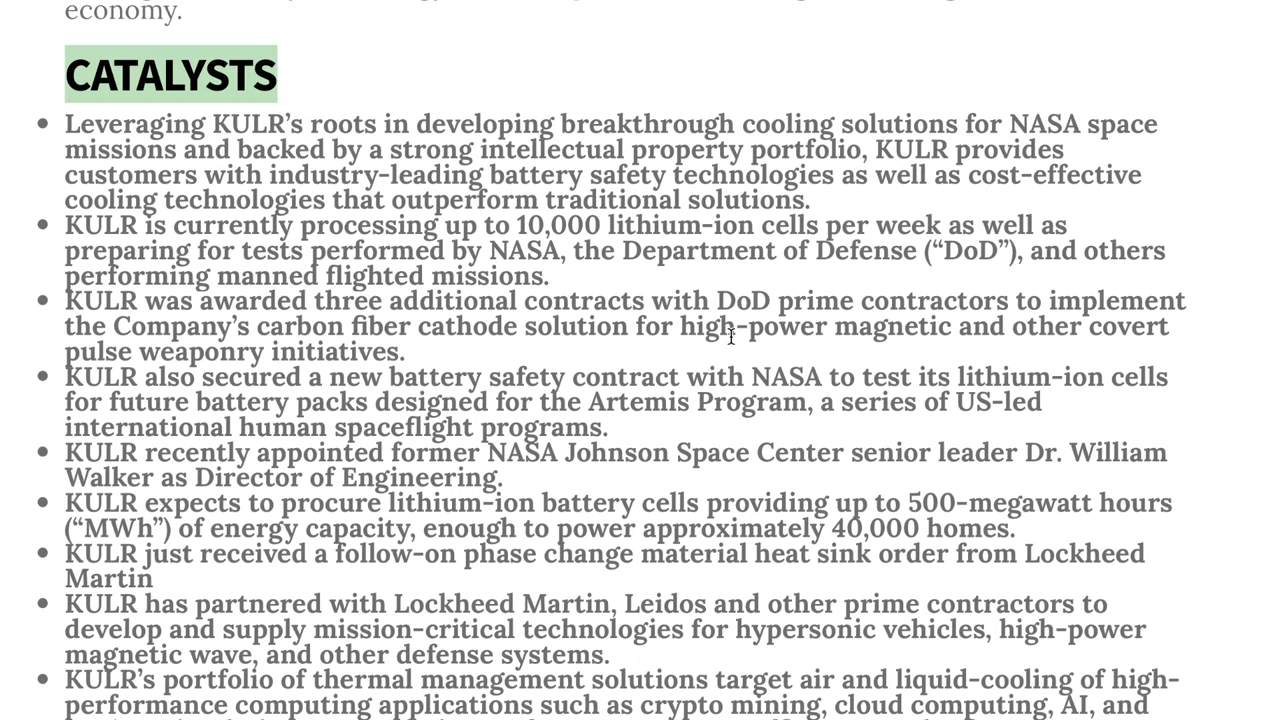 economy.
CATALYSTS
• Leveraging KULR’s roots in developing breakthrough cooling solutions for NASA space
missions and backed by a strong intellectual property portfolio, KULR provides
customers with industry-leading battery safety technologies as well as cost-effective
cooling technologies that outperform traditional solutions.
• KULR is currently processing up to 10,000 lithium-ion cells per week as well as
preparing for tests performed by NASA, the Department of Defense (“DoD”), and others
performing manned flighted missions.
• KULR was awarded three additional contracts with DoD prime contractors to implement
the Company’s carbon fiber cathode solution for high-power magnetic and other covert
pulse weaponry initiatives.
• KULR also secured a new battery safety contract with NASA to test its lithium-ion cells
for future battery packs designed for the Artemis Program, a series of US-led
international human spaceflight programs.
• KULR recently appointed former NASA Johnson Space Center senior leader Dr. William
Walker as Director of Engineering.
• KULR expects to procure lithium-ion battery cells providing up to 500-megawatt hours
(“MWh”) of energy capacity, enough to power approximately 40,000 homes.
• KULR just received a follow-on phase change material heat sink order from Lockheed
Martin
• KULR has partnered with Lockheed Martin, Leidos and other prime contractors to
develop and supply mission-critical technologies for hypersonic vehicles, high-power
magnetic wave, and other defense systems.
• KULR’s portfolio of thermal management solutions target air and liquid-cooling of high-
performance computing applications such as crypto mining, cloud computing, AI, and